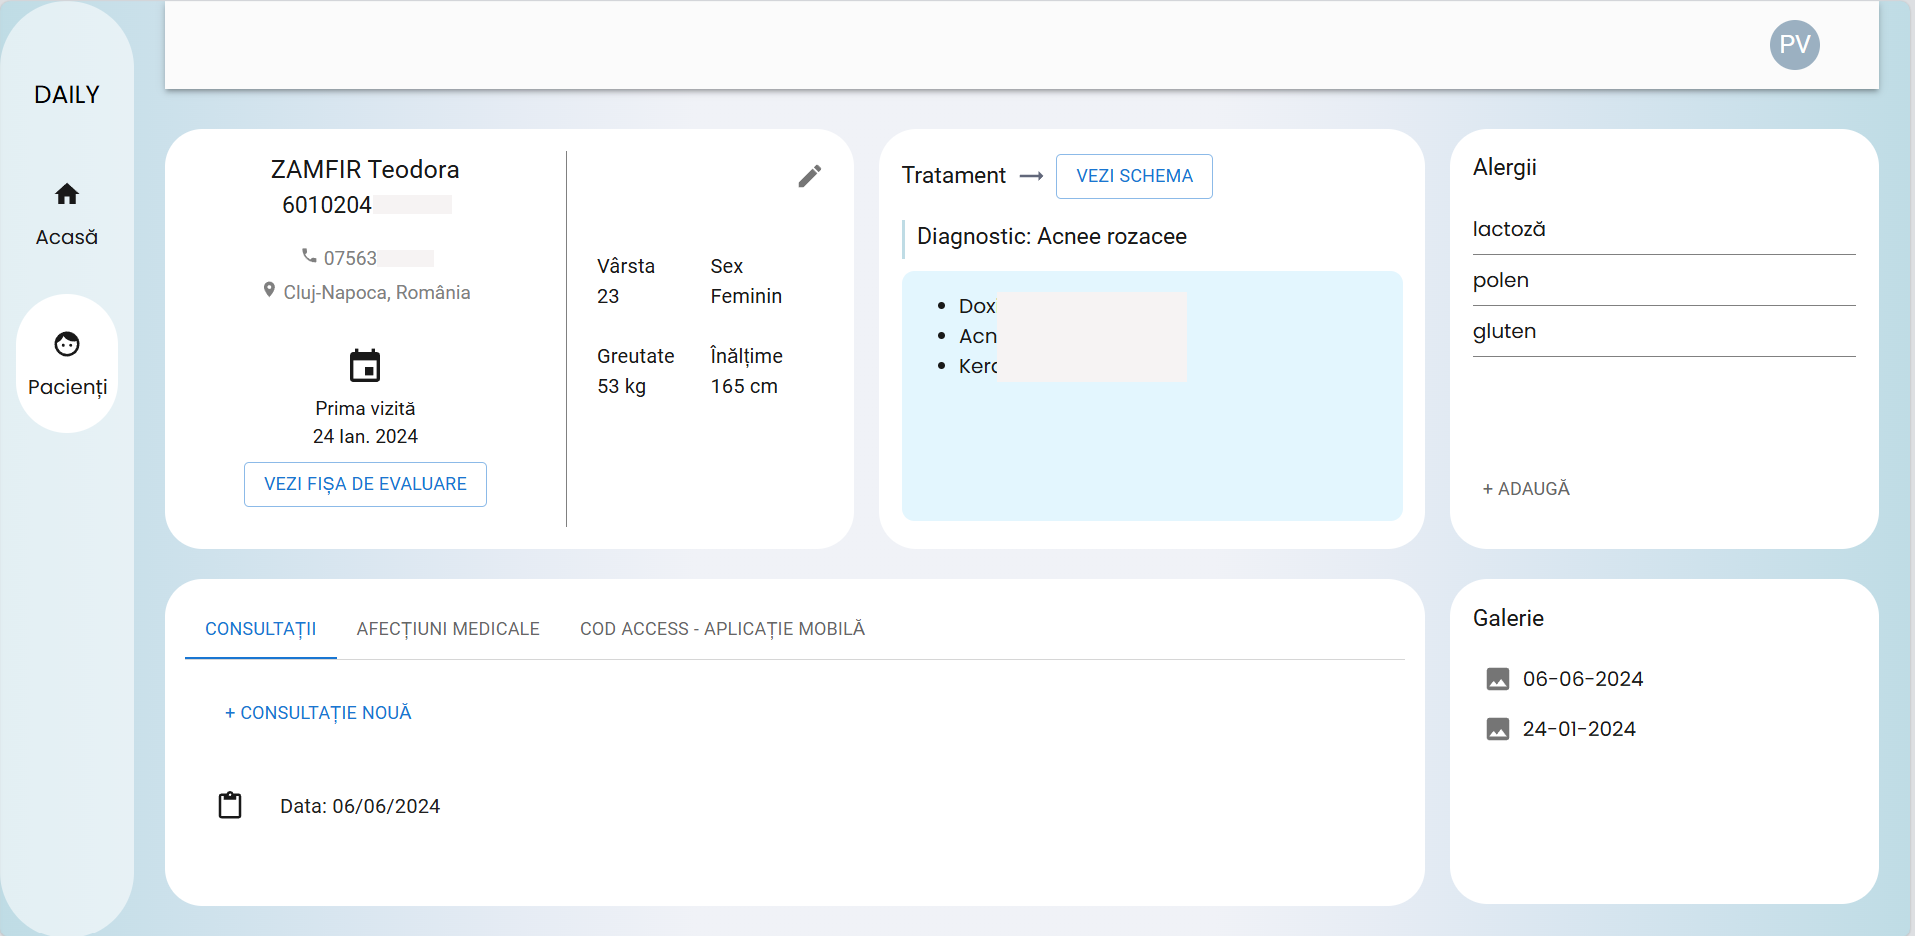 PV
DAILY
Acasă
Pacienți
ZAMFIR Teodora
6010204
07563
Cluj-Napoca, România
Prima vizită
24 Ian. 2024
VEZI FIȘA DE EVALUARE
Vârsta Sex
23 Feminin
Greutate Înălțime
53 kg 165 cm
Tratament → VEZI SCHEMA
Diagnostic: Acnee rozacee
• Dox
• Acn
Alergii
lactoză
polen
gluten
+ ADAUGĂ
CONSULTAȚII AFECȚIUNI MEDICALE COD ACCESS - APLICAȚIE MOBILĂ
+ CONSULTAȚIE NOUĂ
Data: 06/06/2024
Galerie
06-06-2024
24-01-2024